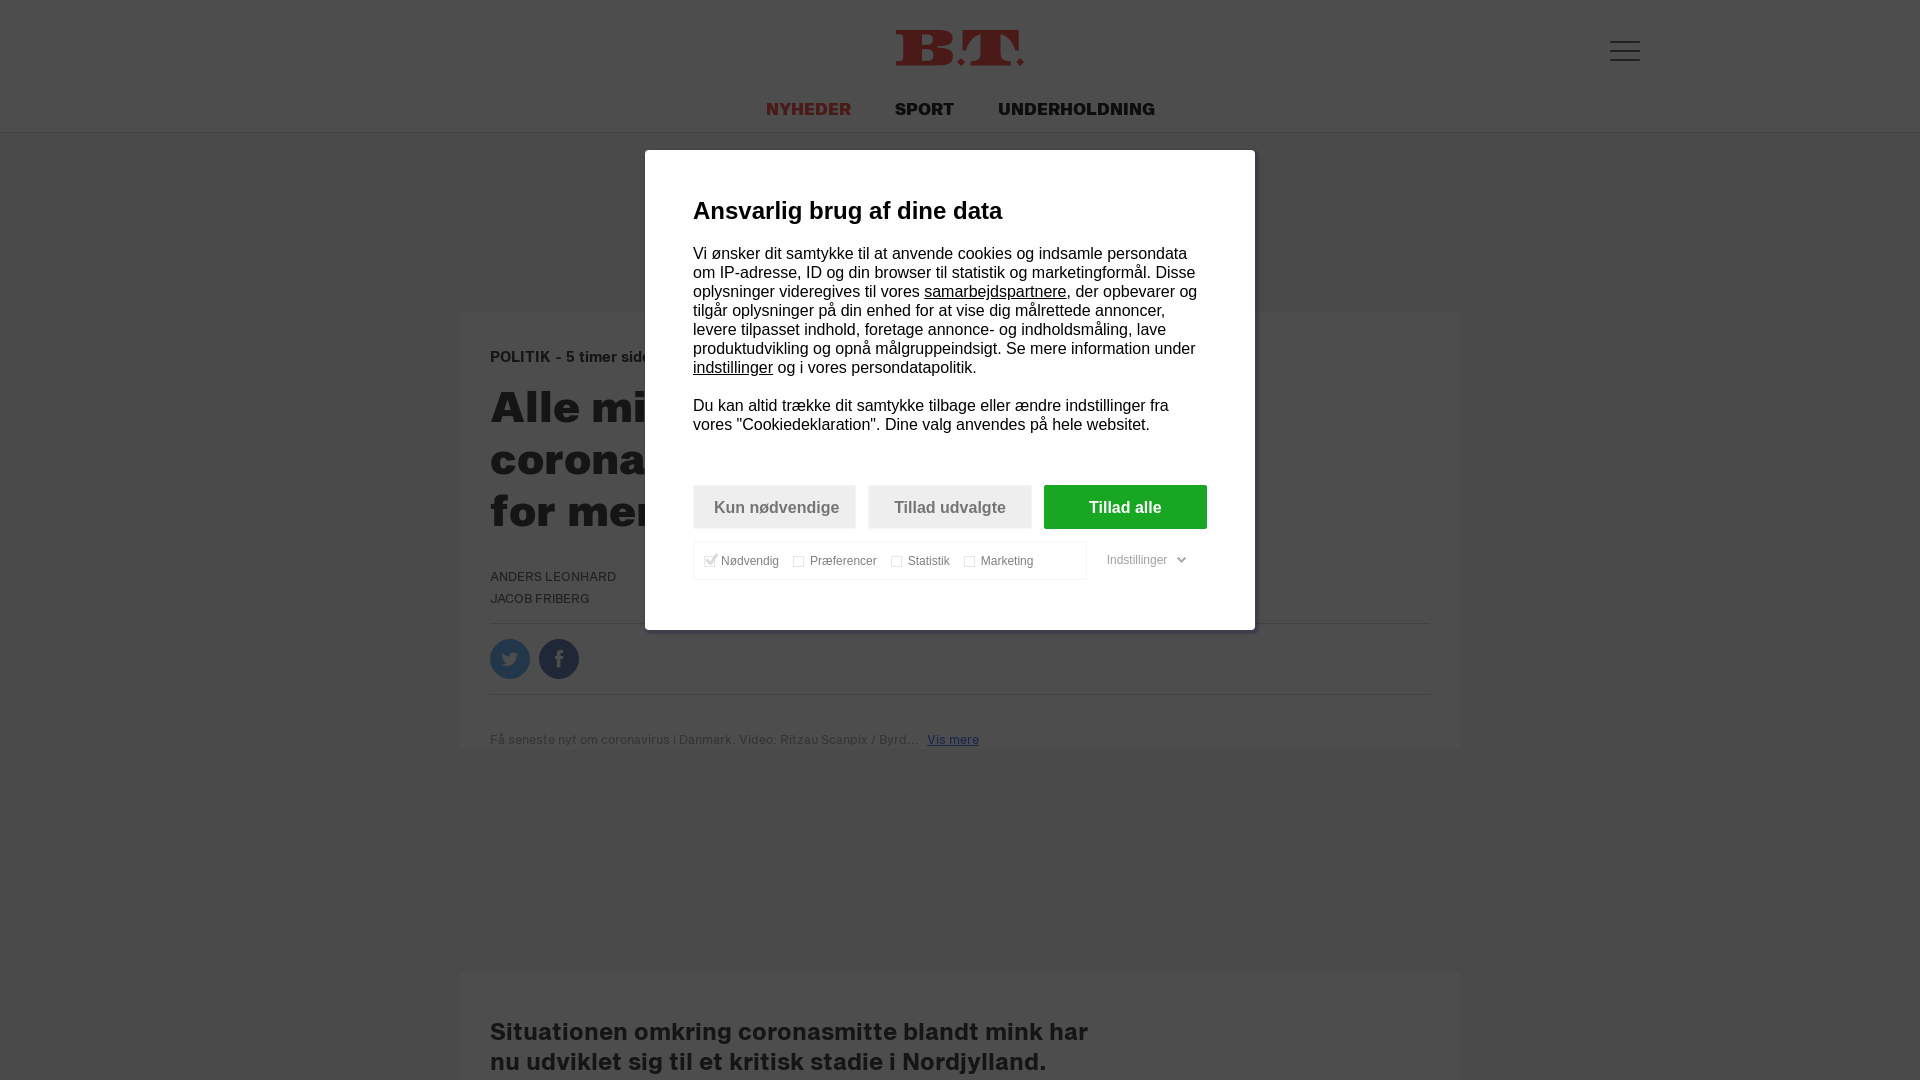 B.T.
NYHEDER SPORT UNDERHOLDNING
Ansvarlig brug af dine data
Vi ønsker dit samtykke til at anvende cookies og indsamle persondata
om IP-adresse, ID og din browser til statistik og marketingformål. Disse
oplysninger videregives til vores samarbejdspartnere, der opbevarer og
tilgår oplysninger på din enhed for at vise dig målrettede annoncer,
levere tilpasset indhold, foretage annonce- og indholdsmåling, lave
produktudvikling og opnå målgruppeindsigt. Se mere information under
indstillinger og i vores persondatapolitik.
Du kan altid trække dit samtykke tilbage eller ændre indstillinger fra
vores "Cookiedeklaration". Dine valg anvendes på hele websitet.
Kun nødvendige Tillad udvalgte Tillad alle
Nødvendig Præferencer Statistik Marketing Indstillinger
POLITIK - 5 timer
Alle
corona
for
ANDERS LEONHARD
JACOB FRIBERG
Få seneste nyt om coronavirus i Danmark. Video: Ritzau Scanpix / Byrd... Vis mere
Situationen omkring coronasmitte blandt mink har
nu udviklet sig til et kritisk stadie i Nordjylland.